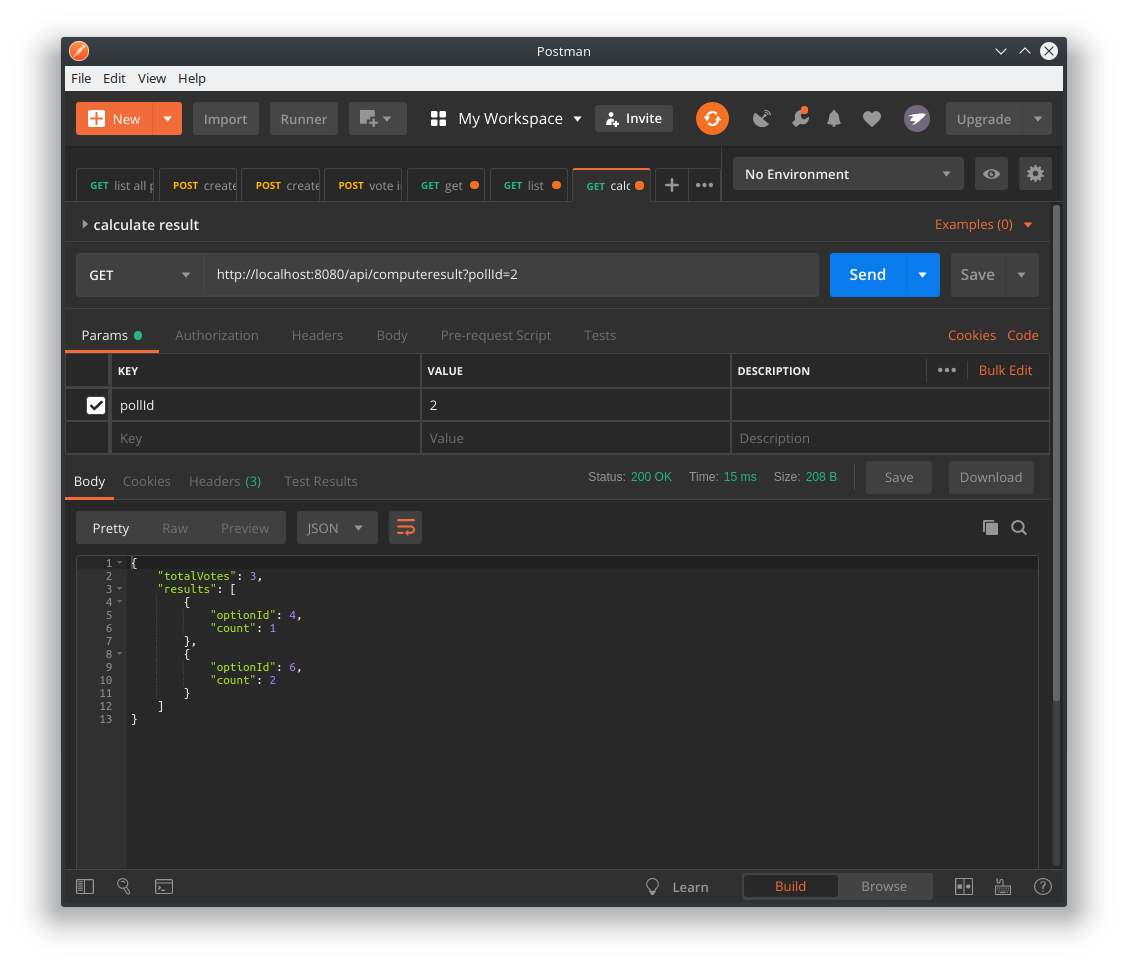 Postman
File Edit View Help
New Import Runner My Workspace Invite Upgrade
GET list all POST create POST create POST vote GET get GET list GET calc No Environment
calculate result Examples (0)
GET http://localhost:8080/api/computeresult?pollId=2 Send Save
Params Authorization Headers Body Pre-request Script Tests Cookies Code
KEY VALUE DESCRIPTION Bulk Edit
pollId 2
Key Value Description
Body Cookies Headers (3) Test Results Status: 200 OK Time: 15 ms Size: 208 B Save Download
Pretty Raw Preview JSON
1 {
2 "totalVotes": 3,
3 "results": [
4 {
5 "optionId": 4,
6 "count": 1
7 },
8 {
9 "optionId": 6,
10 "count": 2
11 }
12 ]
13 }
Learn Build Browse